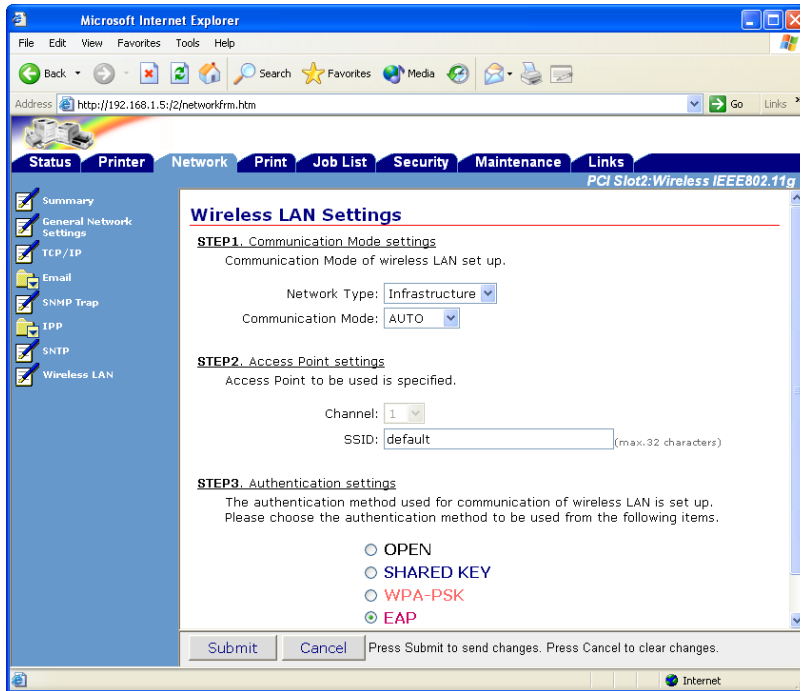 Microsoft Internet Explorer
File Edit View Favorites Tools Help
Back Search Favorites Media
Address http://192.168.1.5:/2/networkfrm.htm Go Links »
Status Printer Network Print Job List Security Maintenance Links
PCI Slot2:Wireless IEEE802.11g
Summary
General Network
Settings
TCP/IP
Email
SNMP Trap
IPP
SNTP
Wireless LAN
Wireless LAN Settings
STEP1. Communication Mode settings
Communication Mode of wireless LAN set up.
Network Type: Infrastructure
Communication Mode: AUTO
STEP2. Access Point settings
Access Point to be used is specified.
Channel: 1
SSID: default (max.32 characters)
STEP3. Authentication settings
The authentication method used for communication of wireless LAN is set up.
Please choose the authentication method to be used from the following items.
OPEN
SHARED KEY
WPA-PSK
EAP
Submit Cancel Press Submit to send changes. Press Cancel to clear changes.
Internet